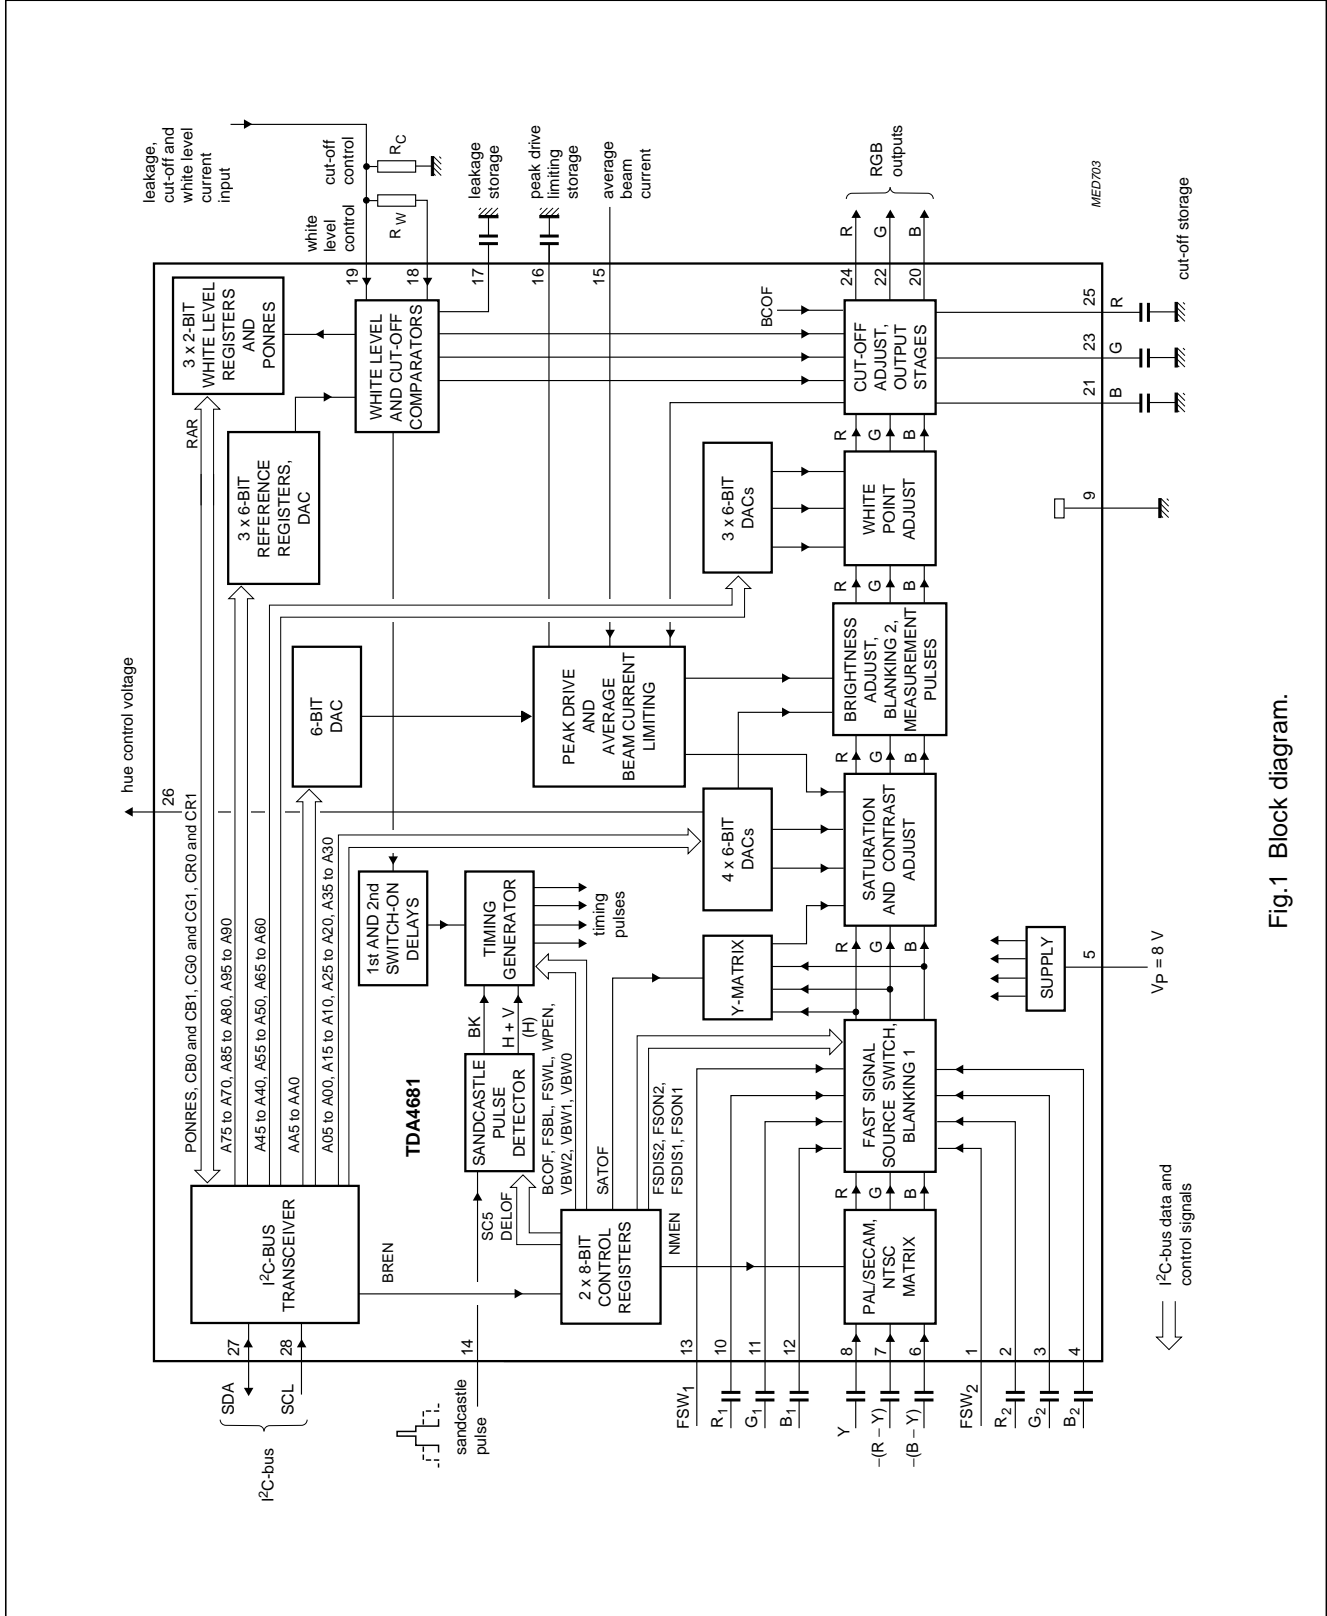 I²C-bus
SDA
SCL
27
28
I²C-BUS
TRANSCEIVER
PONRES, CB0 and CB1, CG0 and CG1, CR0 and CR1
A75 to A70, A85 to A80, A95 to A90
A45 to A40, A55 to A50, A65 to A60
AA5 to AA0
A05 to A00, A15 to A10, A25 to A20, A35 to A30
BREN
26
hue control voltage
RAR
3 x 2-BIT
WHITE LEVEL
REGISTERS
AND
PONRES
3 x 6-BIT
REFERENCE
REGISTERS,
DAC
6-BIT
DAC
leakage,
cut-off and
white level
current
input
white
level
control
cut-off
control
R W
RC
19
18
17
16
15
WHITE LEVEL
AND CUT-OFF
COMPARATORS
leakage
storage
peak drive
limiting
storage
average
beam
current
1st AND 2nd
SWITCH-ON
DELAYS
TDA4681
sandcastle
pulse
14
SC5
DELOF
SANDCASTLE
PULSE
DETECTOR
BK
H + V
(H)
TIMING
GENERATOR
timing
pulses
BCOF, FSBL, FSWL, WPEN,
VBW2, VBW1, VBW0
SATOF
FSDIS2, FSON2,
FSDIS1, FSON1
2 x 8-BIT
CONTROL
REGISTERS
NMEN
PEAK DRIVE
AND
AVERAGE
BEAM CURRENT
LIMITING
Y-MATRIX
4 x 6-BIT
DACs
3 x 6-BIT
DACs
BCOF
FSW1
13
R1
10
G1
11
B1
12
Y
8
–(R – Y)
7
–(B – Y)
6
FSW2
1
R2
2
G2
3
B2
4
PAL/SECAM,
NTSC
MATRIX
R
G
B
FAST SIGNAL
SOURCE SWITCH,
BLANKING 1
R
G
B
SATURATION
AND CONTRAST
ADJUST
R
G
B
BRIGHTNESS
ADJUST,
BLANKING 2,
MEASUREMENT
PULSES
R
G
B
WHITE
POINT
ADJUST
R
G
B
CUT-OFF
ADJUST,
OUTPUT
STAGES
24
22
20
R
G
B
RGB
outputs
SUPPLY
5
VP = 8 V
9
21
23
25
B
G
R
cut-off storage
MED703
I²C-bus data and
control signals
Fig.1 Block diagram.